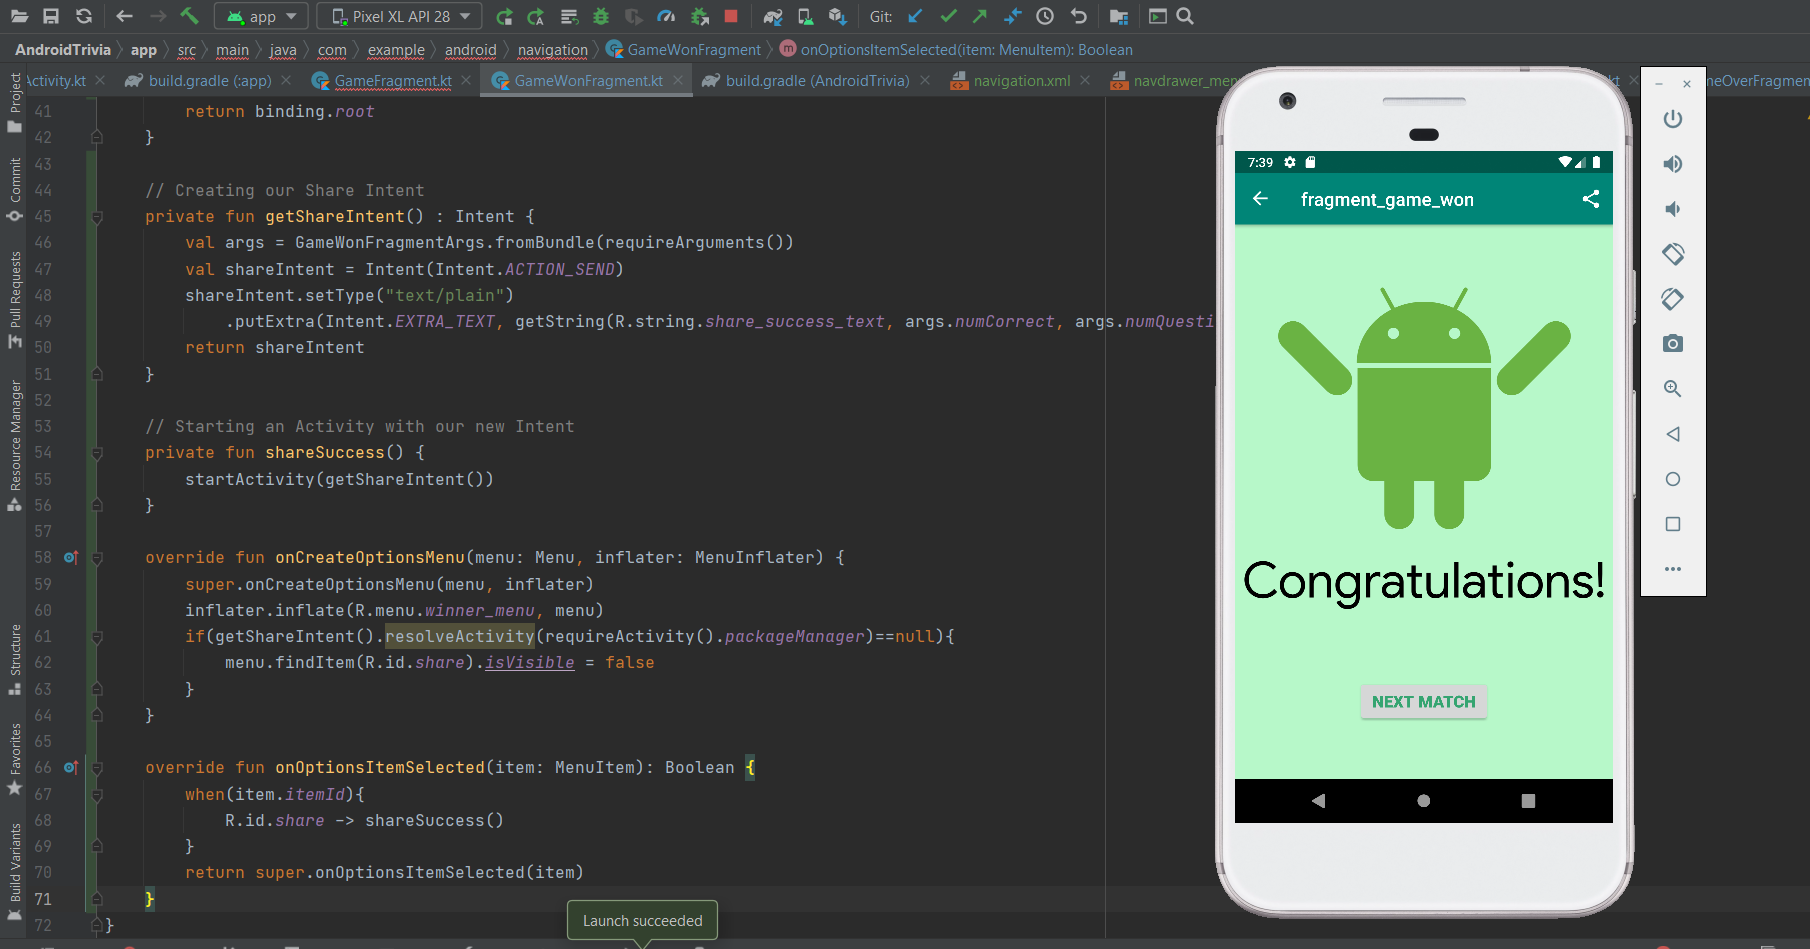 app Pixel XL API 28 Git:
AndroidTrivia app src main java com example android navigation GameWonFragment m onOptionsItemSelected(item: MenuItem): Boolean
Activity.kt build.gradle (:app) GameFragment.kt GameWonFragment.kt build.gradle (AndroidTrivia) navigation.xml
Project
Commit
Pull Requests
Resource Manager
Structure
Favorites
Build Variants
41 return binding.root
42 }
43
44 // Creating our Share Intent
45 private fun getShareIntent() : Intent {
46 val args = GameWonFragmentArgs.fromBundle(requireArguments())
47 val shareIntent = Intent(Intent.ACTION_SEND)
48 shareIntent.setType("text/plain")
49 .putExtra(Intent.EXTRA_TEXT, getString(R.string.share_success_text, args.numCorrect, args.numQuesti
50 return shareIntent
51 }
52
53 // Starting an Activity with our new Intent
54 private fun shareSuccess() {
55 startActivity(getShareIntent())
56 }
57
58 override fun onCreateOptionsMenu(menu: Menu, inflater: MenuInflater) {
59 super.onCreateOptionsMenu(menu, inflater)
60 inflater.inflate(R.menu.winner_menu, menu)
61 if(getShareIntent().resolveActivity(requireActivity().packageManager)==null){
62 menu.findItem(R.id.share).isVisible = false
63 }
64 }
65
66 override fun onOptionsItemSelected(item: MenuItem): Boolean {
67 when(item.itemId){
68 R.id.share -> shareSuccess()
69 }
70 return super.onOptionsItemSelected(item)
71 }
72 }
Launch succeeded
7:39
fragment_game_won
Congratulations!
NEXT MATCH